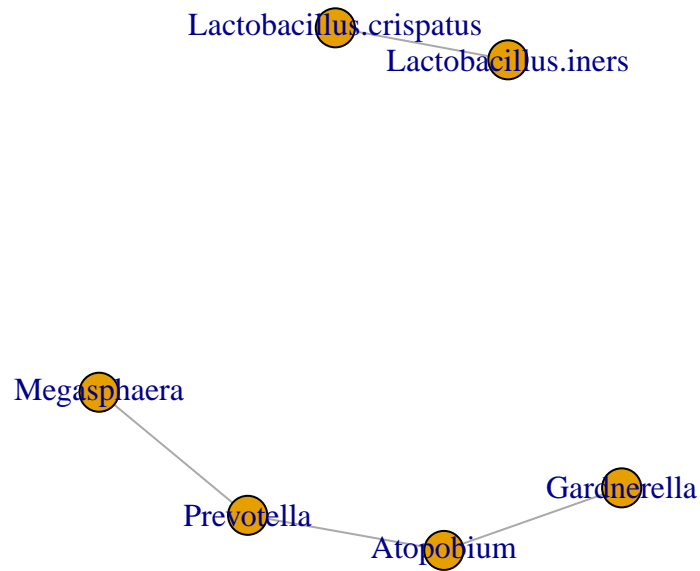 Lactobacillus.crispatus
Lactobacillus.iners
Megasphaera
Gardnerella
Prevotella
Atopobium